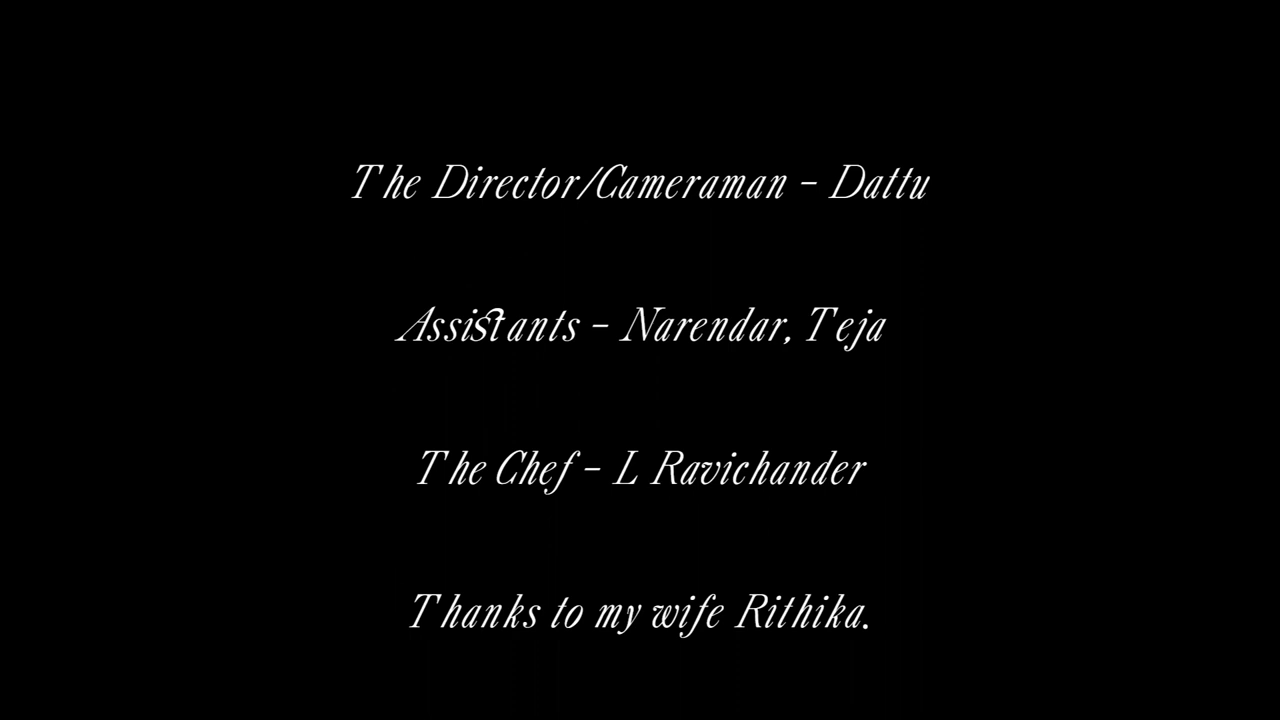 The Director/Cameraman - Dattu
Assistants - Narendar, Teja
The Chef - L Ravichander
Thanks to my wife Rithika.